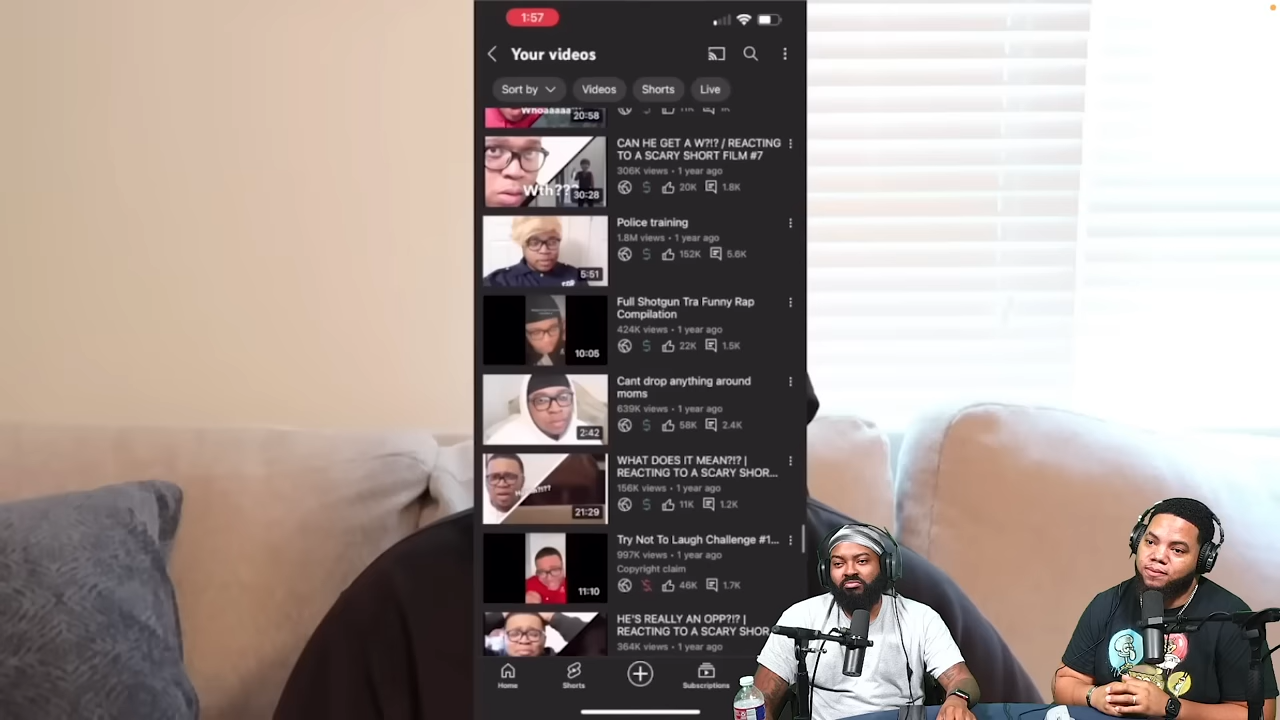 1:57
Your videos
Sort by
Videos
Shorts
Live
20:58
CAN HE GET A W?!? / REACTING
TO A SCARY SHORT FILM #7
306K views • 1 year ago
20K
1.8K
Wth???
30:28
Police training
1.8M views • 1 year ago
152K
5.6K
5:51
Full Shotgun Tra Funny Rap
Compilation
424K views • 1 year ago
22K
1.5K
10:05
Cant drop anything around
moms
639K views • 1 year ago
58K
2.4K
2:42
WHAT DOES IT MEAN?!? |
REACTING TO A SCARY SHOR...
156K views • 1 year ago
11K
1.2K
21:29
Try Not To Laugh Challenge #1...
997K views • 1 year ago
Copyright claim
46K
1.7K
11:10
HE'S REALLY AN OPP?!? |
REACTING TO A SCARY SHOR
364K views • 1 year ago
Home
Shorts
Subscriptions